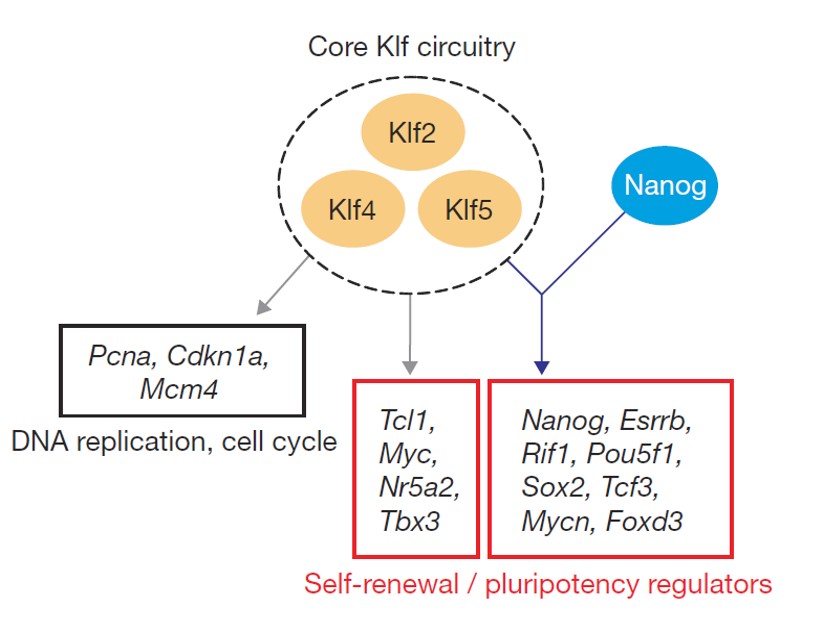 Core Klf circuitry
Klf2
Klf4
Klf5
Nanog
Pcna, Cdkn1a,
Mcm4
DNA replication, cell cycle
Tcl1,
Myc,
Nr5a2,
Tbx3
Nanog, Esrrb,
Rif1, Pou5f1,
Sox2, Tcf3,
Mycn, Foxd3
Self-renewal / pluripotency regulators